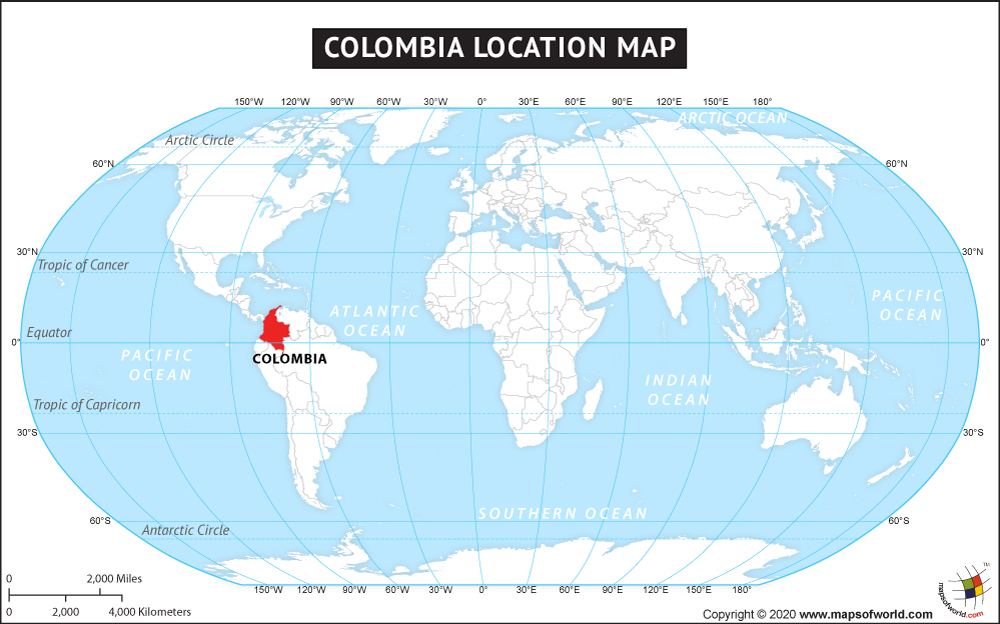 COLOMBIA LOCATION MAP
150°W 120°W 90°W 60°W 30°W 0° 30°E 60°E 90°E 120°E 150°E 180°
ARCTIC OCEAN
Arctic Circle
60°N 60°N
30°N 30°N
Tropic of Cancer
ATLANTIC
OCEAN
PACIFIC
OCEAN
Equator
0° 0°
COLOMBIA
PACIFIC
OCEAN
INDIAN
OCEAN
Tropic of Capricorn
30°S 30°S
SOUTHERN OCEAN
60°S 60°S
Antarctic Circle
150°W 120°W 90°W 60°W 30°W 0° 30°E 60°E 90°E 120°E 150°E 180°
0 2,000 Miles
0 2,000 4,000 Kilometers
TM
mapsofworld.com
Copyright © 2020 www.mapsofworld.com